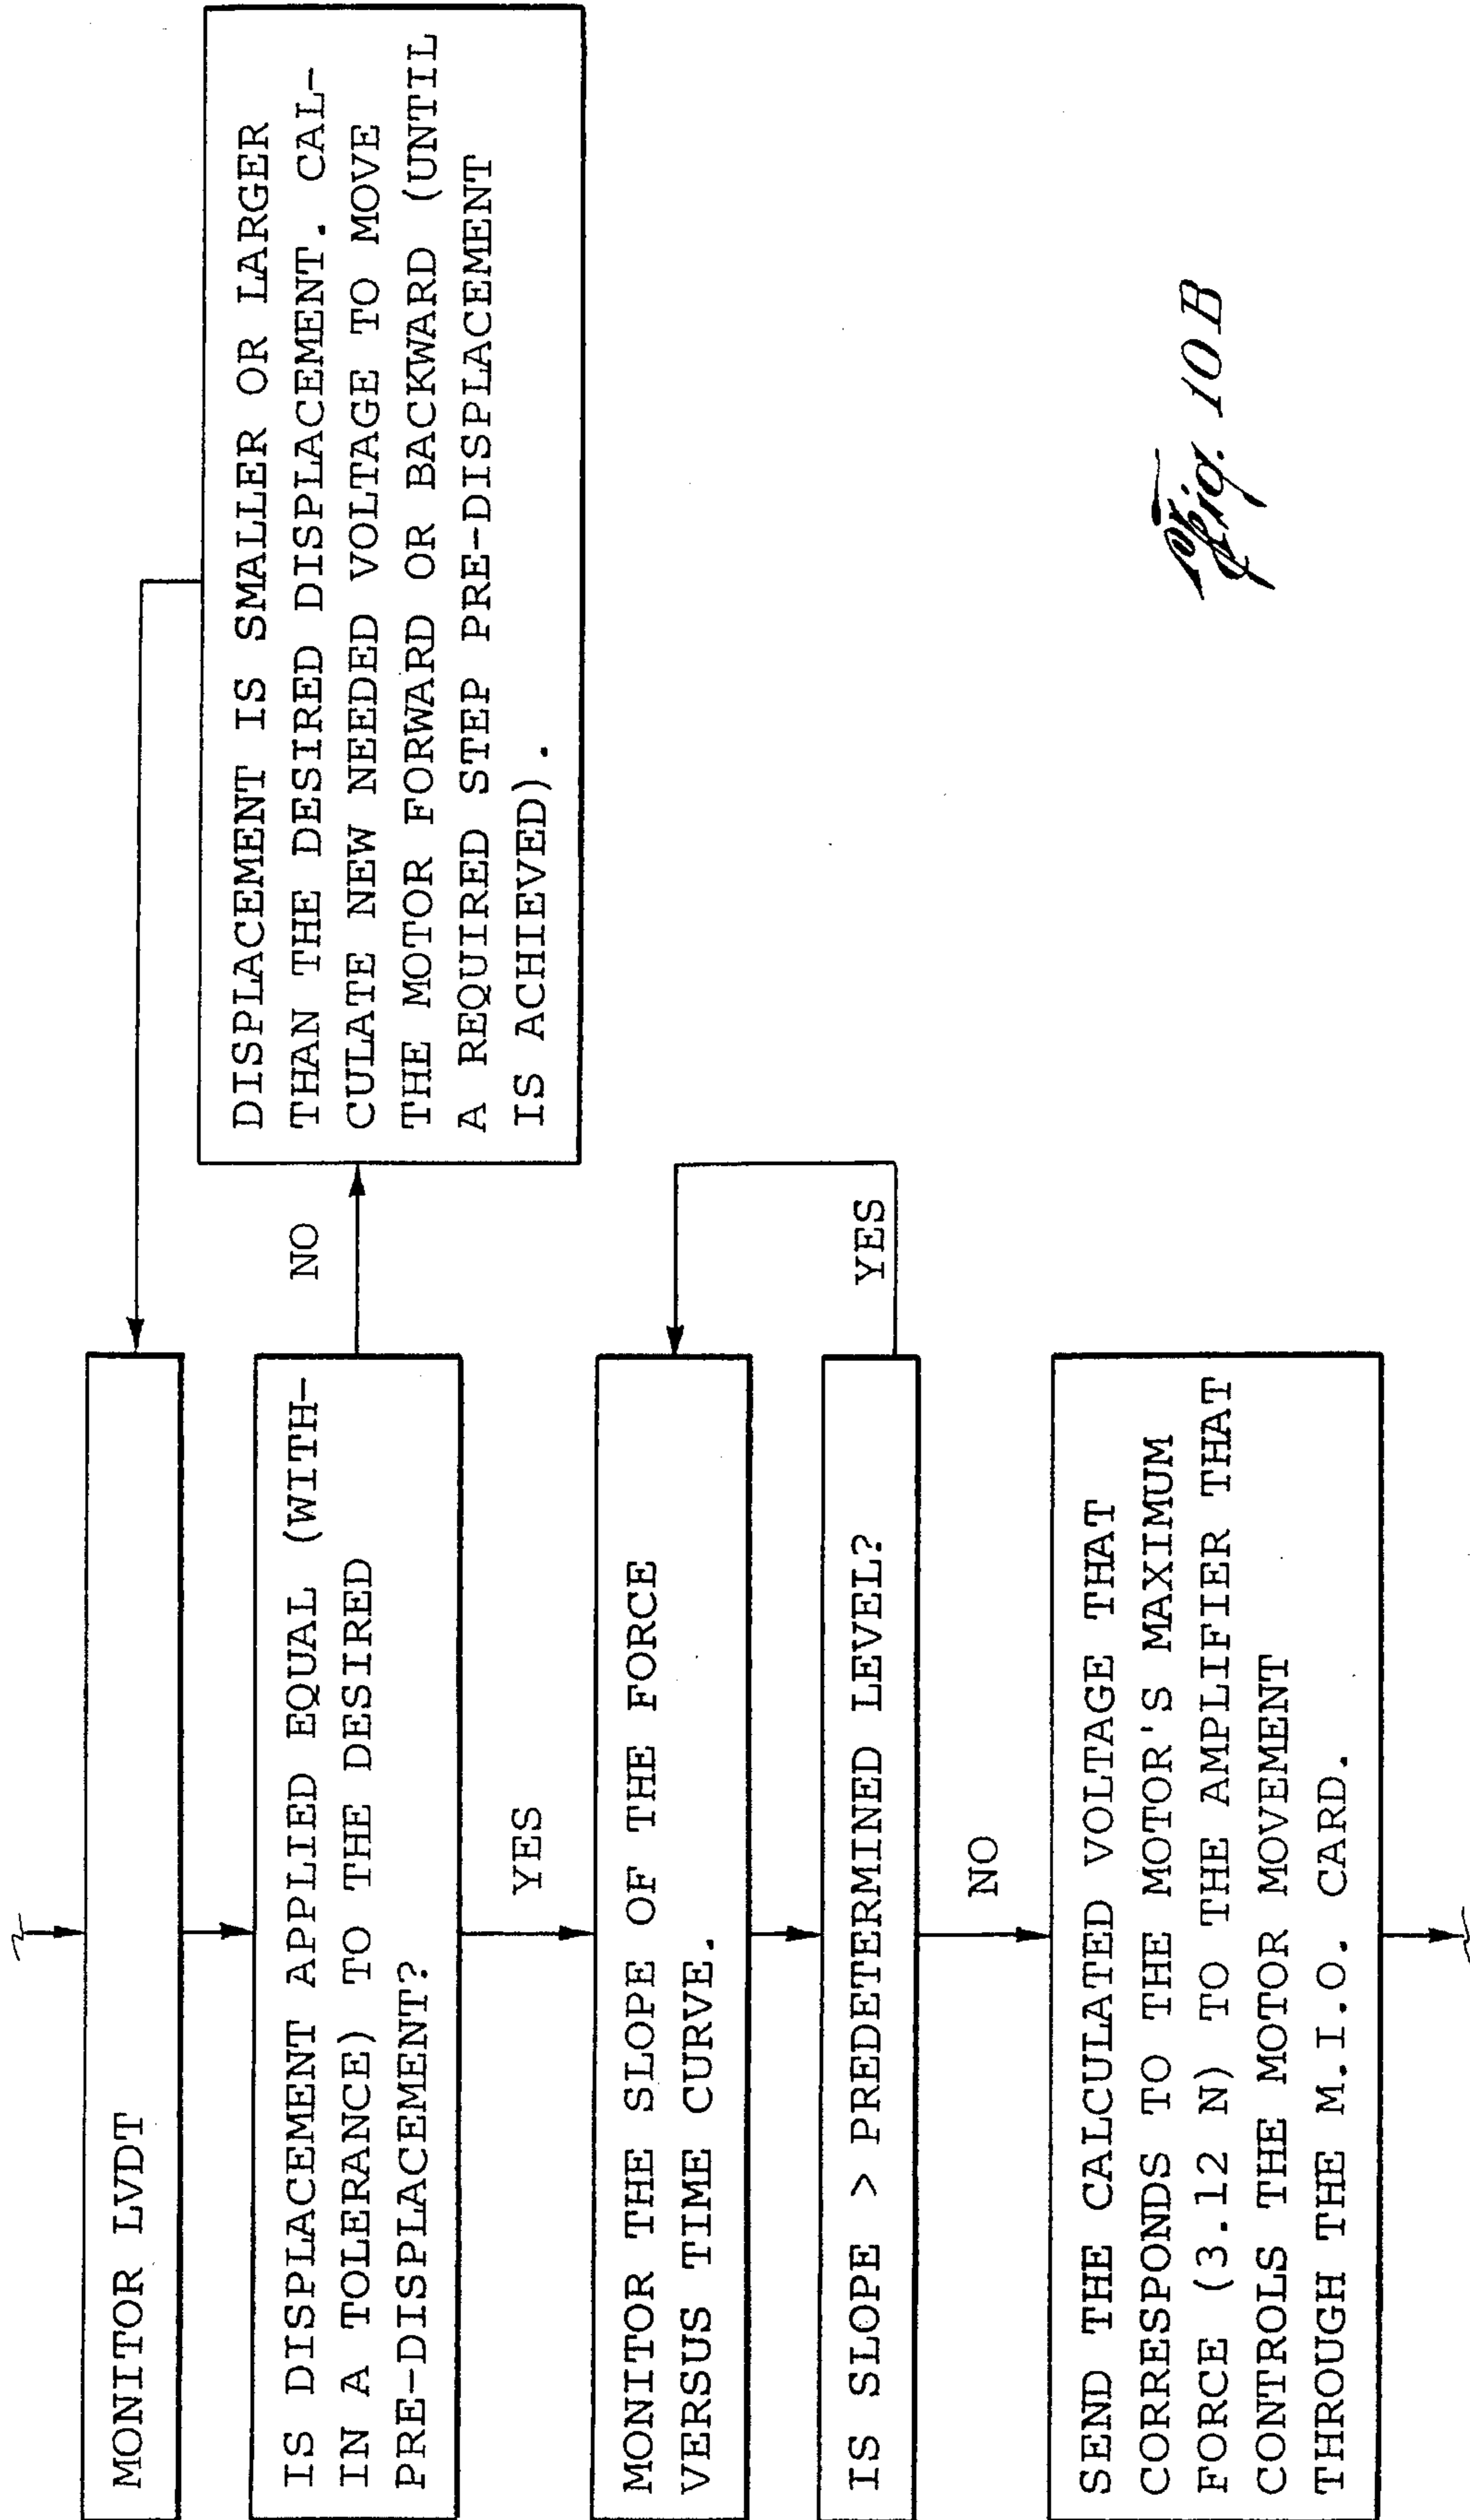 MONITOR LVDT
IS DISPLACEMENT APPLIED EQUAL (WITH-
IN A TOLERANCE) TO THE DESIRED
PRE-DISPLACEMENT?
NO
DISPLACEMENT IS SMALLER OR LARGER
THAN THE DESIRED DISPLACEMENT. CAL-
CULATE NEW NEEDED VOLTAGE TO MOVE
THE MOTOR FORWARD OR BACKWARD (UNTIL
A REQUIRED STEP PRE-DISPLACEMENT
IS ACHIEVED).
YES
MONITOR THE SLOPE OF THE FORCE
VERSUS TIME CURVE.
IS SLOPE > PREDETERMINED LEVEL?
YES
NO
SEND THE CALCULATED VOLTAGE THAT
CORRESPONDS TO THE MOTOR'S MAXIMUM
FORCE (3.12 N) TO THE AMPLIFIER THAT
CONTROLS THE MOTOR MOVEMENT
THROUGH THE M.I.O. CARD.
Fig. 10B